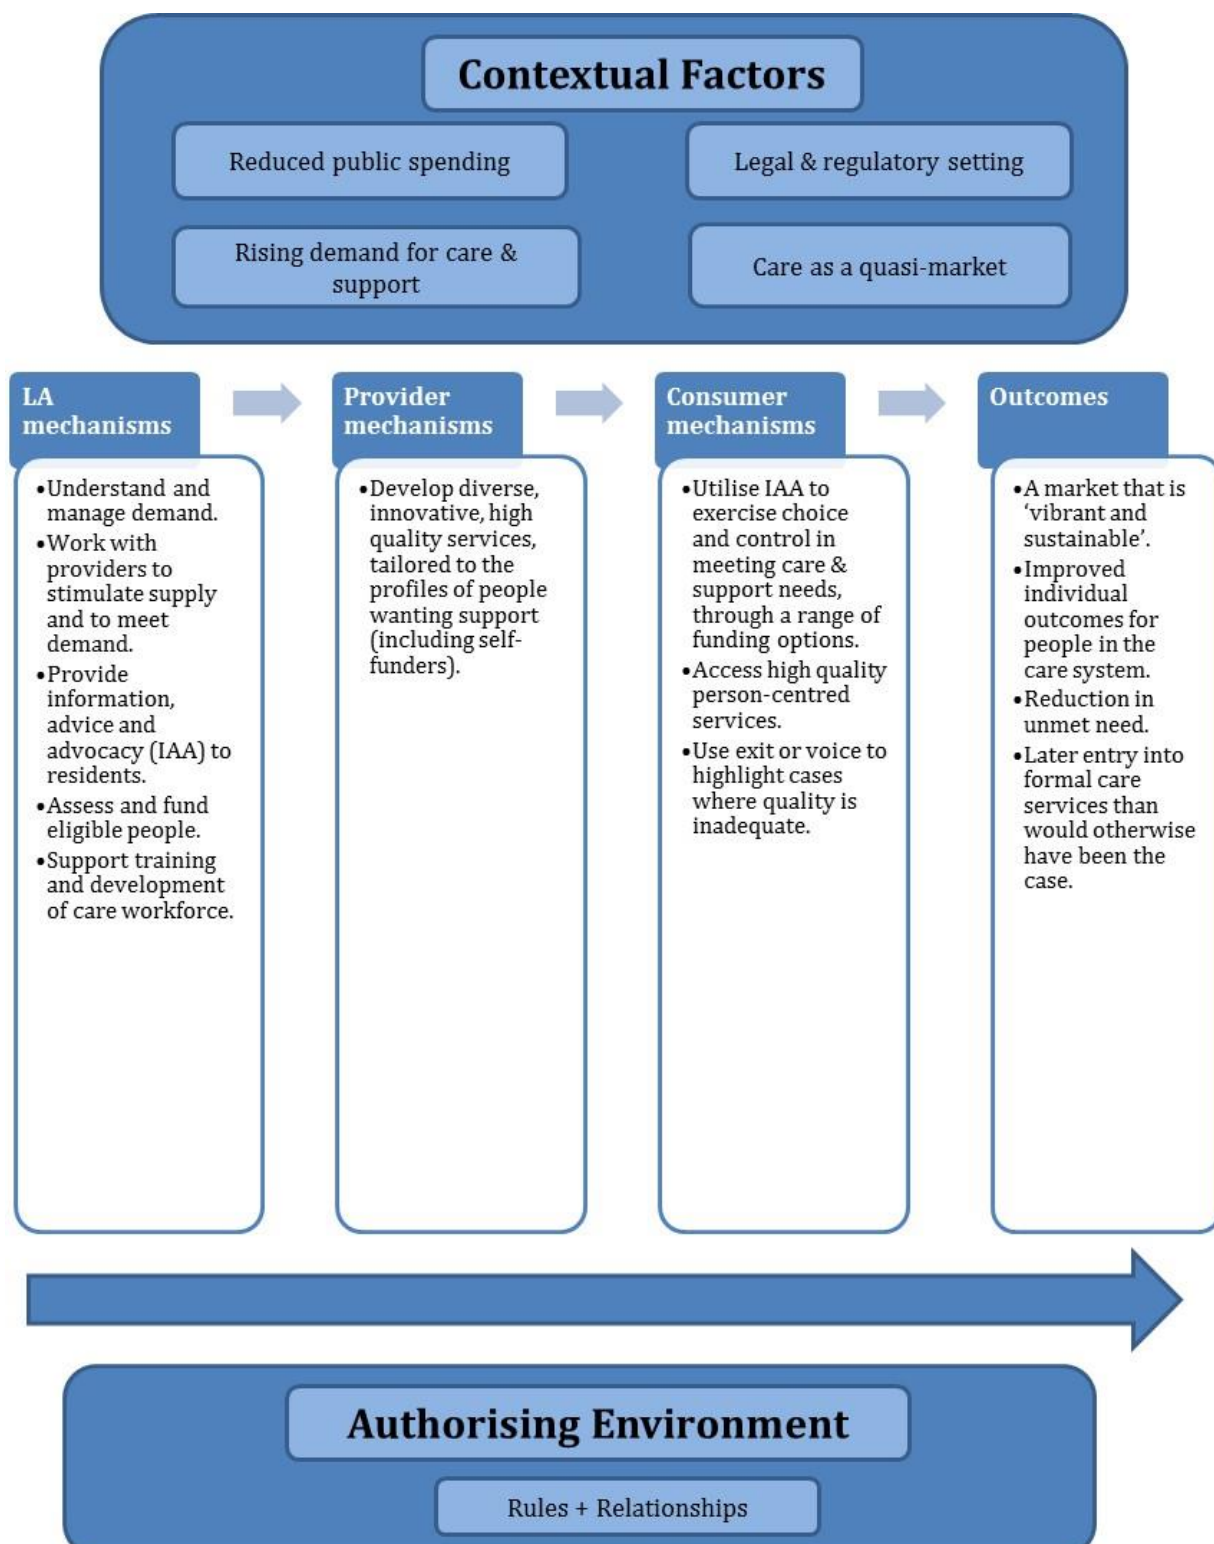 Contextual Factors
Reduced public spending
Legal & regulatory setting
Rising demand for care &
support
Care as a quasi-market
LA
mechanisms
•Understand and
manage demand.
•Work with
providers to
stimulate supply
and to meet
demand.
•Provide
information,
advice and
advocacy (IAA) to
residents.
•Assess and fund
eligible people.
•Support training
and development
of care workforce.
Provider
mechanisms
•Develop diverse,
innovative, high
quality services,
tailored to the
profiles of people
wanting support
(including self-
funders).
Consumer
mechanisms
•Utilise IAA to
exercise choice
and control in
meeting care &
support needs,
through a range of
funding options.
•Access high quality
person-centred
services.
•Use exit or voice to
highlight cases
where quality is
inadequate.
Outcomes
•A market that is
‘vibrant and
sustainable’.
•Improved
individual
outcomes for
people in the
care system.
•Reduction in
unmet need.
•Later entry into
formal care
services than
would otherwise
have been the
case.
Authorising Environment
Rules + Relationships